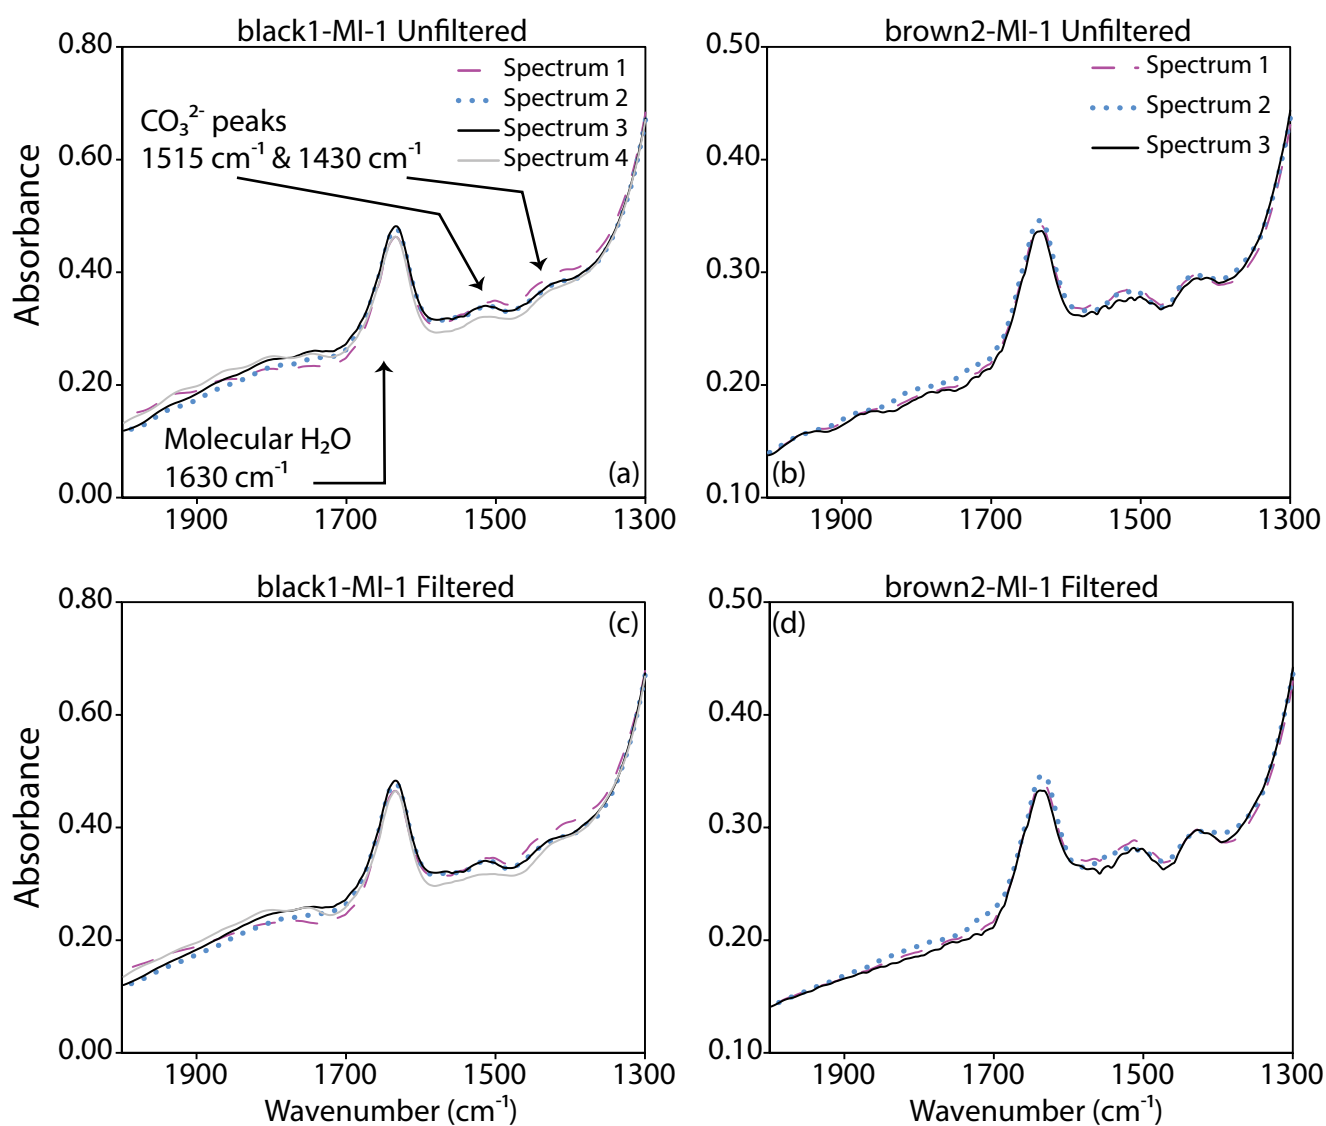 black1-MI-1 Unfiltered
0.80
0.60
0.40
0.20
0.00
Absorbance
Spectrum 1
Spectrum 2
Spectrum 3
Spectrum 4
CO₃²⁻ peaks
1515 cm⁻¹ & 1430 cm⁻¹
Molecular H₂O
1630 cm⁻¹
(a)
1900 1700 1500 1300
brown2-MI-1 Unfiltered
0.50
0.40
0.30
0.20
0.10
Spectrum 1
Spectrum 2
Spectrum 3
(b)
1900 1700 1500 1300
black1-MI-1 Filtered
0.80
0.60
0.40
0.20
0.00
Absorbance
(c)
1900 1700 1500 1300
Wavenumber (cm⁻¹)
brown2-MI-1 Filtered
0.50
0.40
0.30
0.20
0.10
(d)
1900 1700 1500 1300
Wavenumber (cm⁻¹)